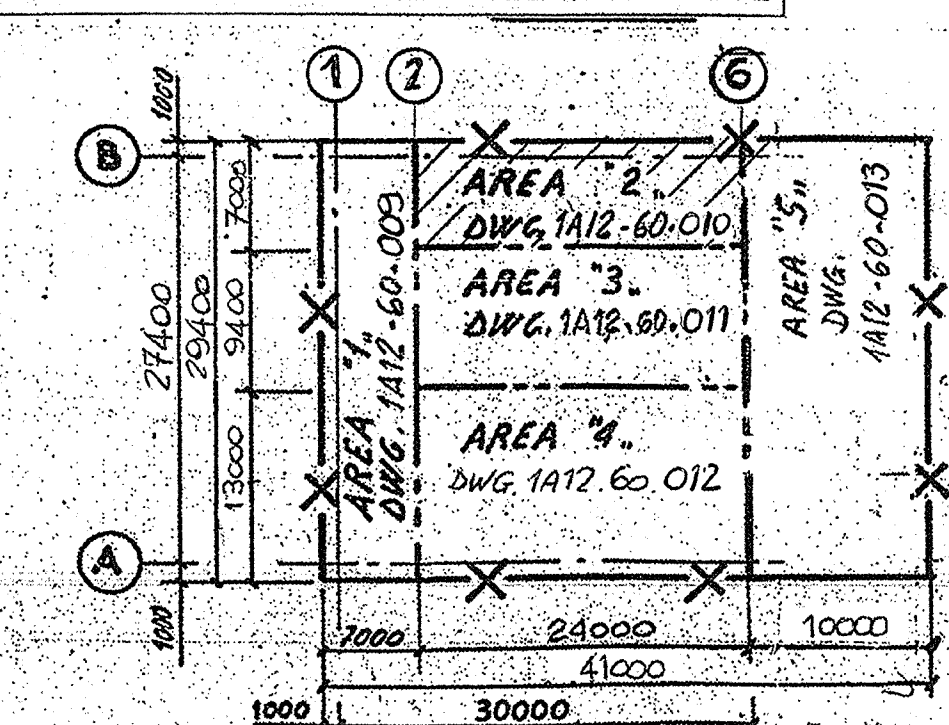 1 2 6
1000
B
AREA "2"
DWG. 1A12-60.010
AREA "3"
DWG. 1A12.60.011
AREA "4"
DWG. 1A12.60.012
AREA "1"
DWG. 1A12-60.009
AREA "5"
DWG.
1A12-60-013
27400
29400
7000
9400
13000
A
1000
7000 24000 10000
41000
1000 30000